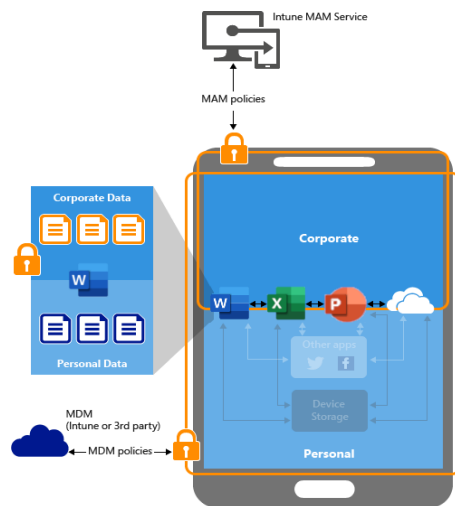 Intune MAM Service
MAM policies
Corporate Data
W
Personal Data
Corporate
W
X
P
Other apps
Device
Storage
Personal
MDM
(Intune or 3rd party)
MDM policies